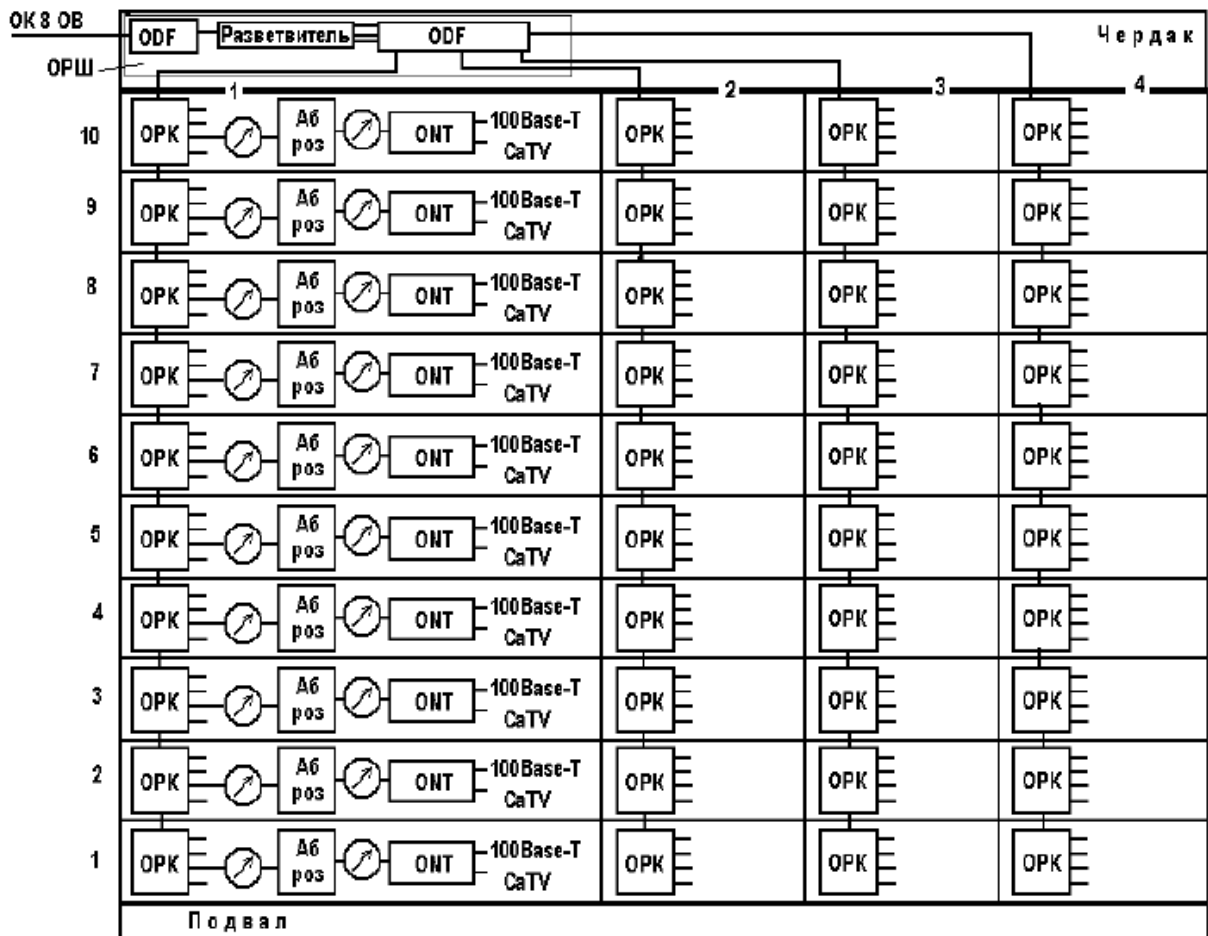 ОК 8 ОВ
ODF Разветвитель ODF Чердак
ОРШ
1 2 3 4
10 ОРК Аб роз ONT 100Base-T CaTV ОРК ОРК ОРК
9 ОРК Аб роз ONT 100Base-T CaTV ОРК ОРК ОРК
8 ОРК Аб роз ONT 100Base-T CaTV ОРК ОРК ОРК
7 ОРК Аб роз ONT 100Base-T CaTV ОРК ОРК ОРК
6 ОРК Аб роз ONT 100Base-T CaTV ОРК ОРК ОРК
5 ОРК Аб роз ONT 100Base-T CaTV ОРК ОРК ОРК
4 ОРК Аб роз ONT 100Base-T CaTV ОРК ОРК ОРК
3 ОРК Аб роз ONT 100Base-T CaTV ОРК ОРК ОРК
2 ОРК Аб роз ONT 100Base-T CaTV ОРК ОРК ОРК
1 ОРК Аб роз ONT 100Base-T CaTV ОРК ОРК ОРК
Подвал